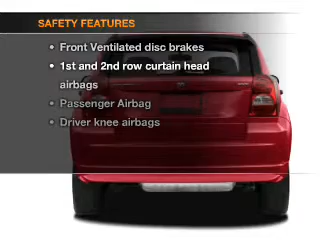 SAFETY FEATURES
• Front Ventilated disc brakes
• 1st and 2nd row curtain head
airbags
• Passenger Airbag
• Driver knee airbags